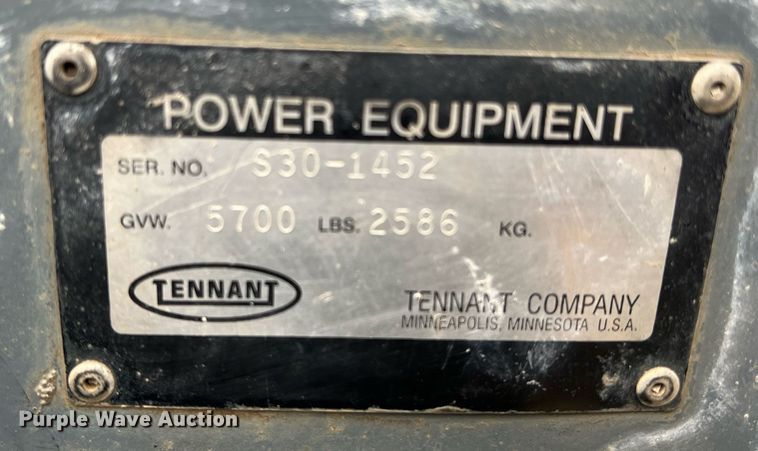 POWER EQUIPMENT
SER. NO. S30-1452
GVW. 5700 LBS. 2586 KG.
TENNANT
TENNANT COMPANY
MINNEAPOLIS, MINNESOTA U.S.A.
Purple Wave Auction